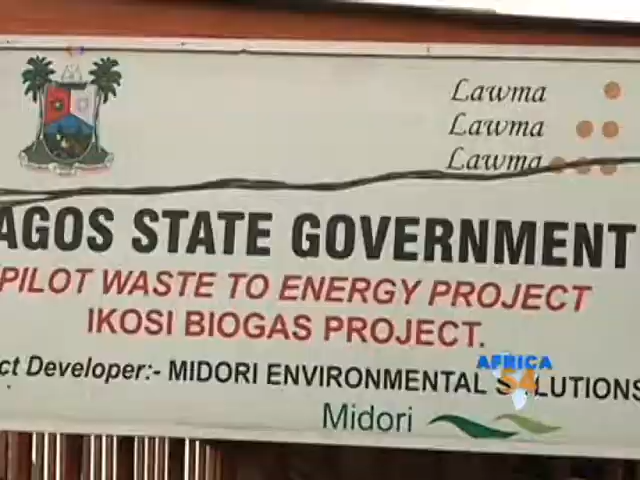 Lawma
Lawma
Lawma
AGOS STATE GOVERNMENT
PILOT WASTE TO ENERGY PROJECT
IKOSI BIOGAS PROJECT.
ct Developer:- MIDORI ENVIRONMENTAL SOLUTIONS
Midori
AFRICA
54